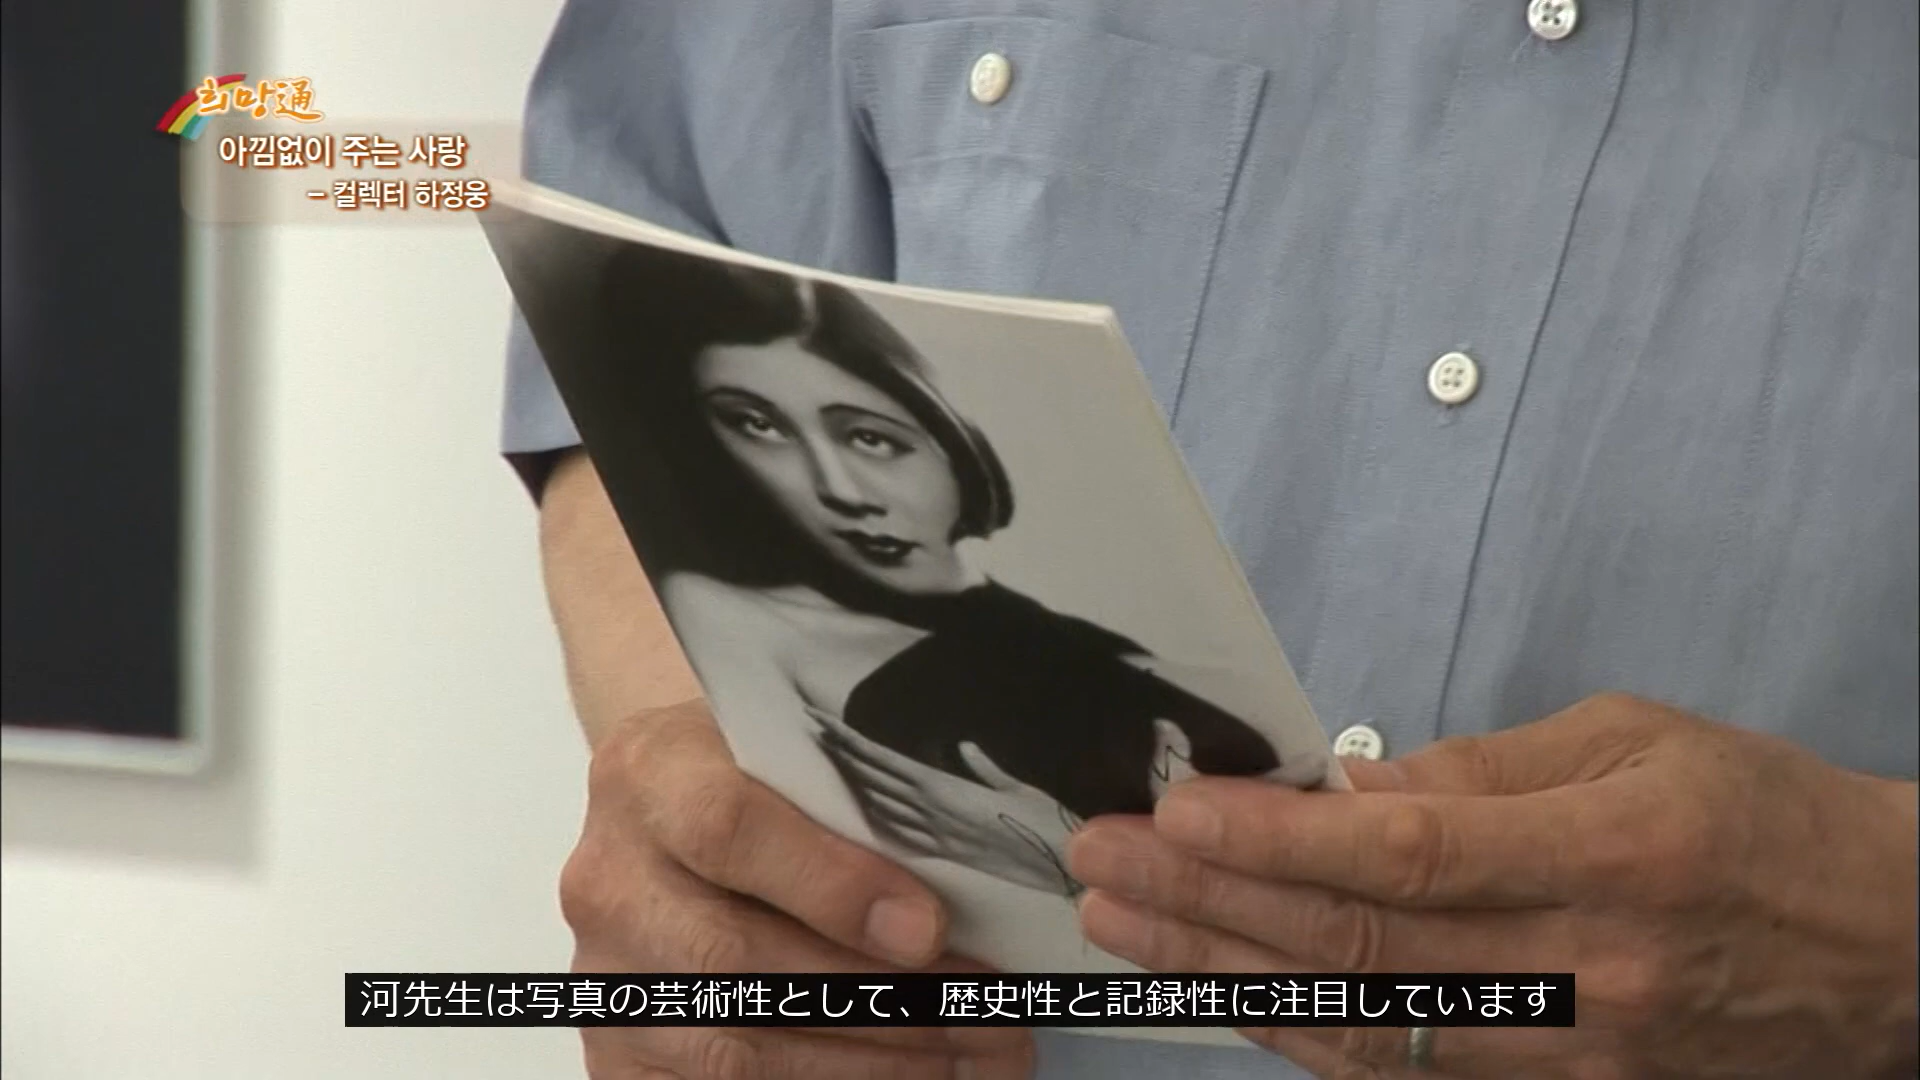 희망通
아낌없이 주는 사랑
- 컬렉터 하정웅
河先生は写真の芸術性として、歴史性と記録性に注目しています